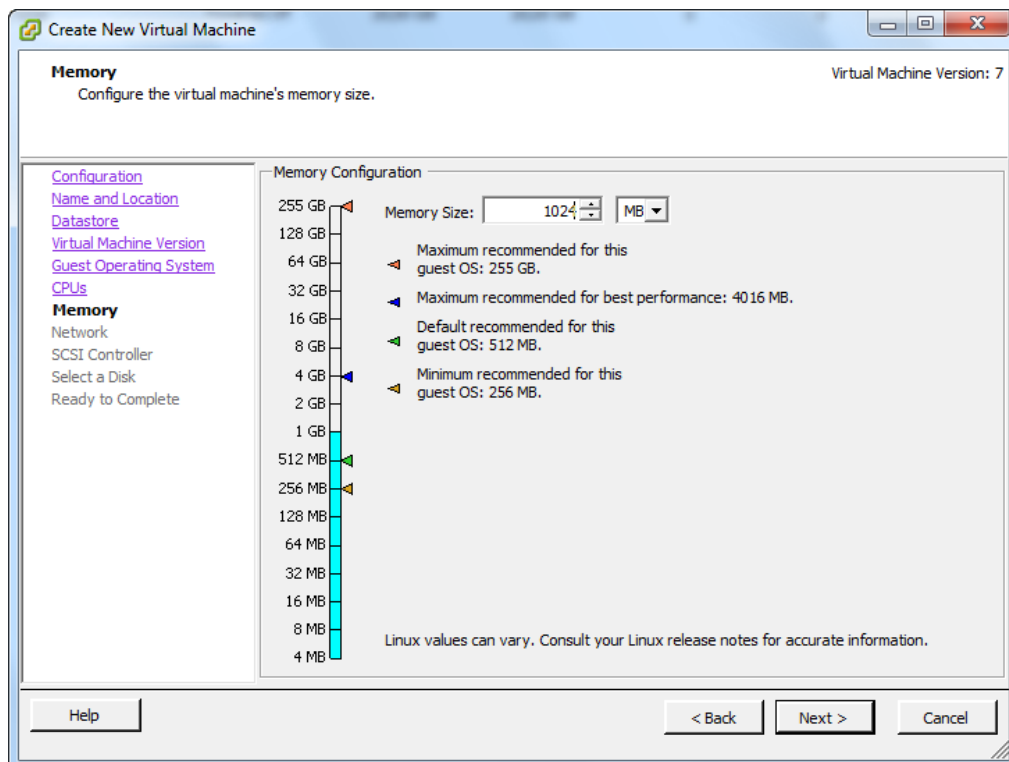 Create New Virtual Machine
Memory
Virtual Machine Version: 7
Configure the virtual machine's memory size.
Configuration
Name and Location
Datastore
Virtual Machine Version
Guest Operating System
CPUs
Memory
Network
SCSI Controller
Select a Disk
Ready to Complete
Memory Configuration
255 GB
128 GB
64 GB
32 GB
16 GB
8 GB
4 GB
2 GB
1 GB
512 MB
256 MB
128 MB
64 MB
32 MB
16 MB
8 MB
4 MB
Memory Size: 1024 MB
Maximum recommended for this
guest OS: 255 GB.
Maximum recommended for best performance: 4016 MB.
Default recommended for this
guest OS: 512 MB.
Minimum recommended for this
guest OS: 256 MB.
Linux values can vary. Consult your Linux release notes for accurate information.
Help
< Back
Next >
Cancel